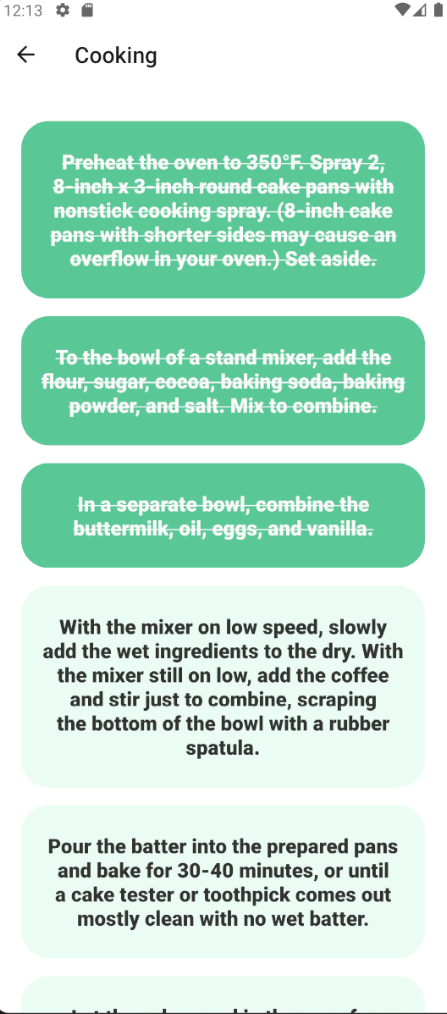 12:13
Cooking
Preheat the oven to 350°F. Spray 2,
8-inch x 3-inch round cake pans with
nonstick cooking spray. (8-inch cake
pans with shorter sides may cause an
overflow in your oven.) Set aside.
To the bowl of a stand mixer, add the
flour, sugar, cocoa, baking soda, baking
powder, and salt. Mix to combine.
In a separate bowl, combine the
buttermilk, oil, eggs, and vanilla.
With the mixer on low speed, slowly
add the wet ingredients to the dry. With
the mixer still on low, add the coffee
and stir just to combine, scraping
the bottom of the bowl with a rubber
spatula.
Pour the batter into the prepared pans
and bake for 30-40 minutes, or until
a cake tester or toothpick comes out
mostly clean with no wet batter.